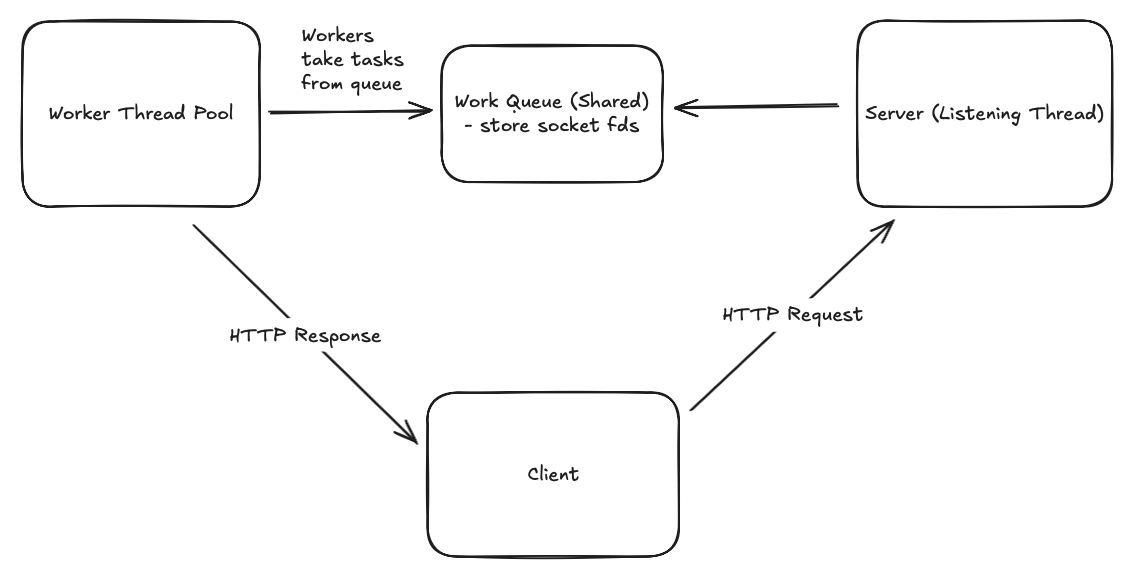 Workers
take tasks
from queue
Worker Thread Pool
Work Queue (Shared)
- store socket fds
Server (Listening Thread)
HTTP Response
HTTP Request
Client